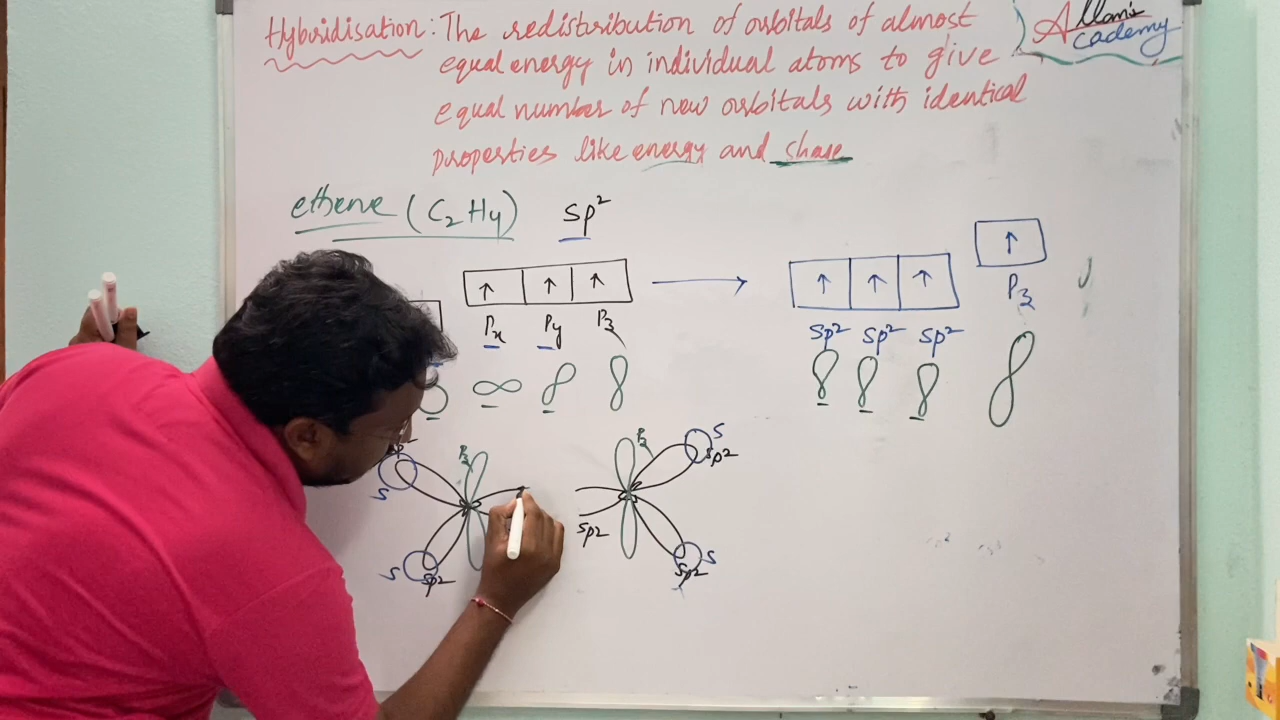 Hybridisation: The redistribution of orbitals of almost
equal energy in individual atoms to give
equal number of new orbitals with identical
properties like energy and shape
Allan's
Academy
ethene (C2H4) sp²
Px Py Pz
sp² sp² sp² Pz
Pz Pz S
sp2
S
sp2
S sp2 sp2 S